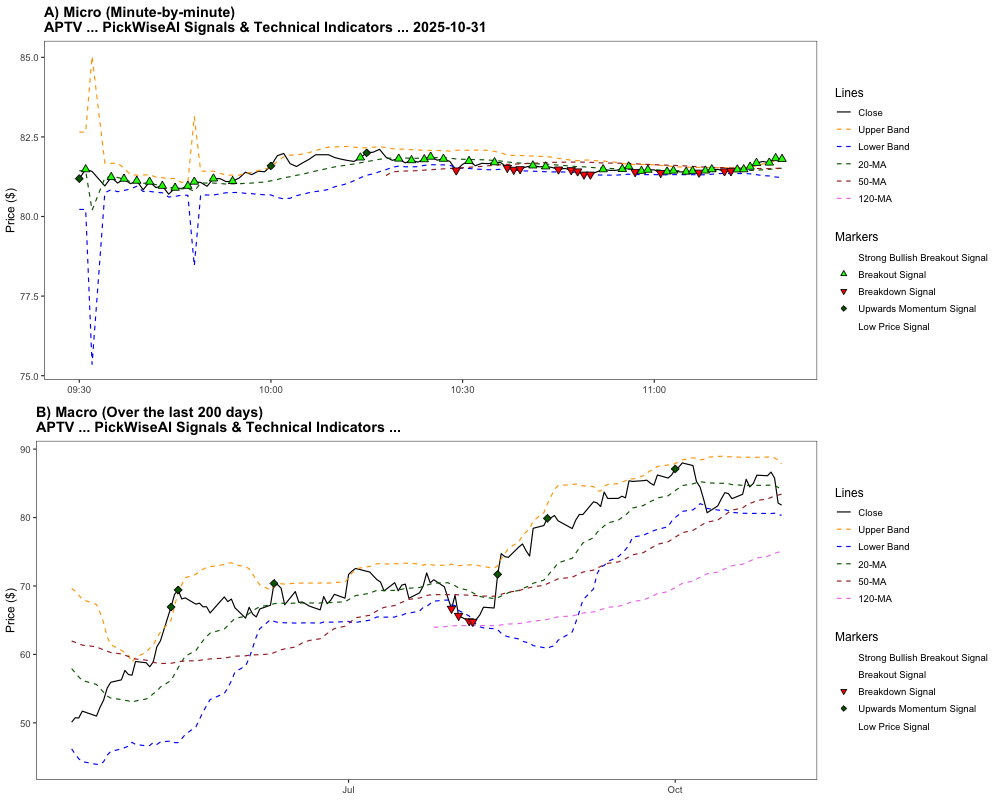 A) Micro (Minute-by-minute)
APTV ... PickWiseAI Signals & Technical Indicators ... 2025-10-31
Price ($)
85.0
82.5
80.0
77.5
75.0
09:30
10:00
10:30
11:00
Lines
Close
Upper Band
Lower Band
20-MA
50-MA
120-MA
Markers
Strong Bullish Breakout Signal
Breakout Signal
Breakdown Signal
Upwards Momentum Signal
Low Price Signal
B) Macro (Over the last 200 days)
APTV ... PickWiseAI Signals & Technical Indicators ...
Price ($)
90
80
70
60
50
Jul
Oct
Lines
Close
Upper Band
Lower Band
20-MA
50-MA
120-MA
Markers
Strong Bullish Breakout Signal
Breakout Signal
Breakdown Signal
Upwards Momentum Signal
Low Price Signal